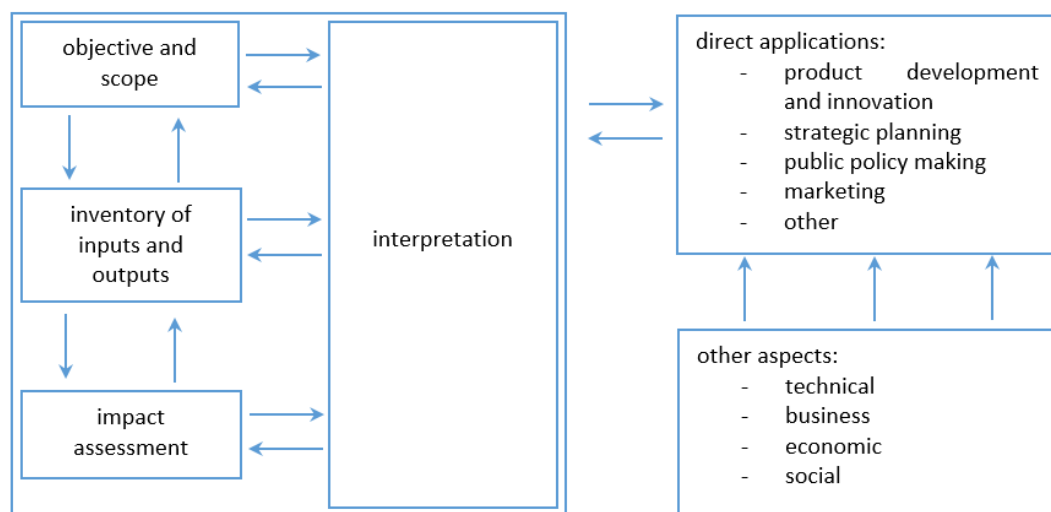 objective and
scope
inventory of
inputs and
outputs
impact
assessment
interpretation
direct applications:
- product development
and innovation
- strategic planning
- public policy making
- marketing
- other
other aspects:
- technical
- business
- economic
- social